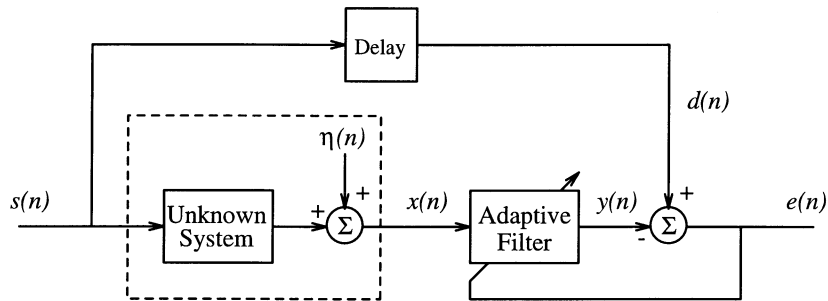 Delay
d(n)
η(n)
+
s(n)
Unknown
System
+
Σ
x(n)
Adaptive
Filter
y(n)
+
-
Σ
e(n)